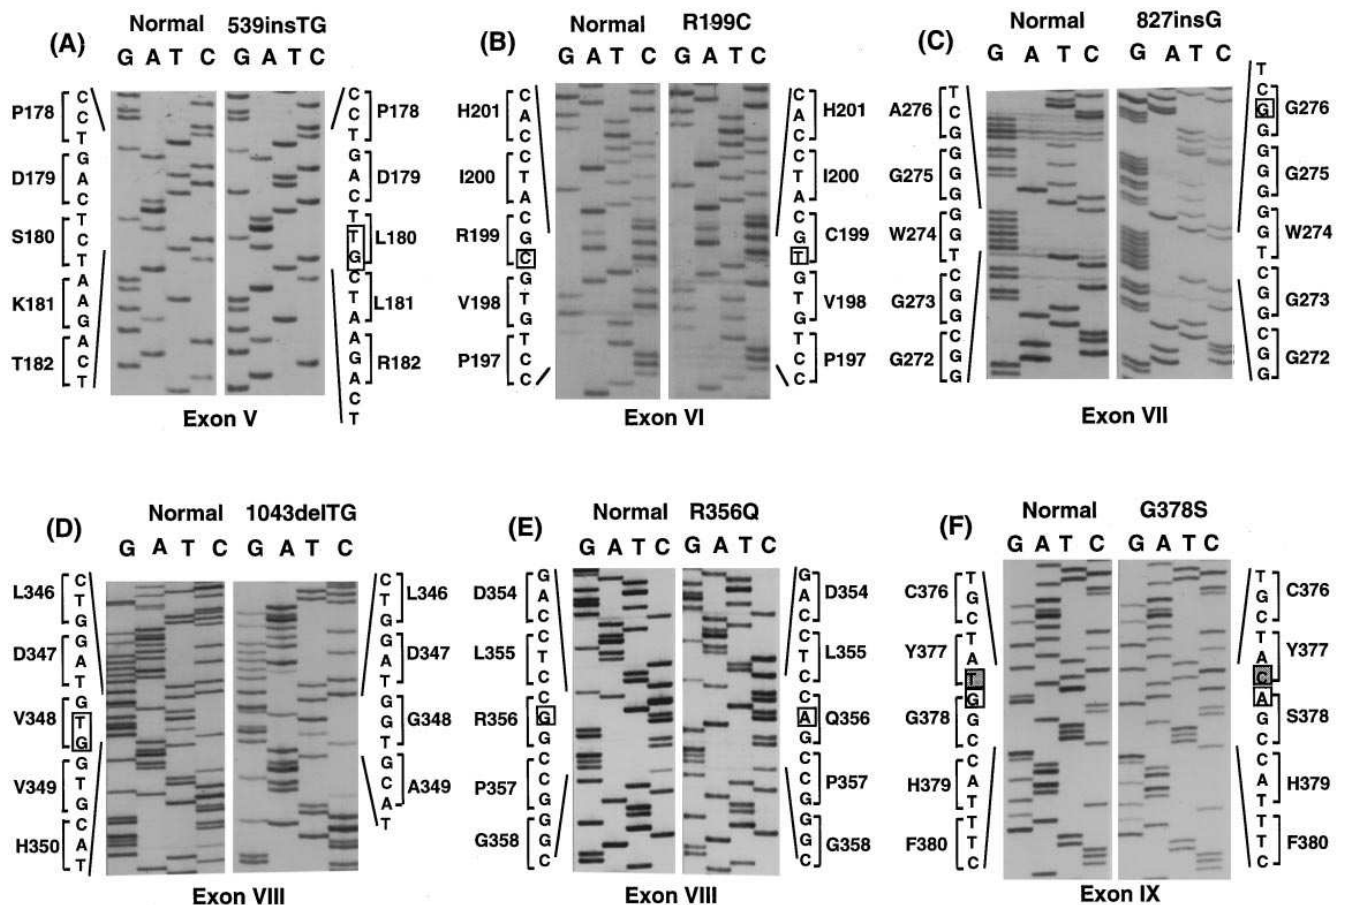 (A)
Normal 539insTG
G A T C G A T C
P178
D179
S180
K181
T182
C
C
T
G
A
C
T
C
T
A
A
G
A
C
T
C
C
T
G
A
C
T
T
G
C
T
A
A
G
A
C
T
P178
D179
L180
L181
R182
Exon V
(B)
Normal R199C
G A T C G A T C
H201
I200
R199
V198
P197
C
A
C
C
T
A
C
G
C
G
T
G
T
C
C
C
A
C
C
T
A
C
G
T
G
T
G
T
C
C
H201
I200
C199
V198
P197
Exon VI
(C)
Normal 827insG
G A T C G A T C
A276
G275
W274
G273
G272
T
C
G
G
G
G
G
G
T
C
G
G
C
G
G
T
C
G
G
G
G
G
G
G
T
C
G
G
C
G
G
G276
G275
W274
G273
G272
Exon VII
(D)
Normal 1043delTG
G A T C G A T C
L346
D347
V348
V349
H350
C
T
G
G
A
T
G
T
G
G
T
G
C
A
T
C
T
G
G
A
T
G
G
T
G
C
A
T
L346
D347
G348
A349
Exon VIII
(E)
Normal R356Q
G A T C G A T C
D354
L355
R356
P357
G358
G
A
C
C
T
C
C
G
G
C
C
G
G
G
C
G
A
C
C
T
C
C
A
G
C
C
G
G
G
C
D354
L355
Q356
P357
G358
Exon VIII
(F)
Normal G378S
G A T C G A T C
C376
Y377
G378
H379
F380
T
G
C
T
A
T
G
G
C
C
A
T
T
T
C
T
G
C
T
A
C
A
G
C
C
A
T
T
T
C
C376
Y377
S378
H379
F380
Exon IX